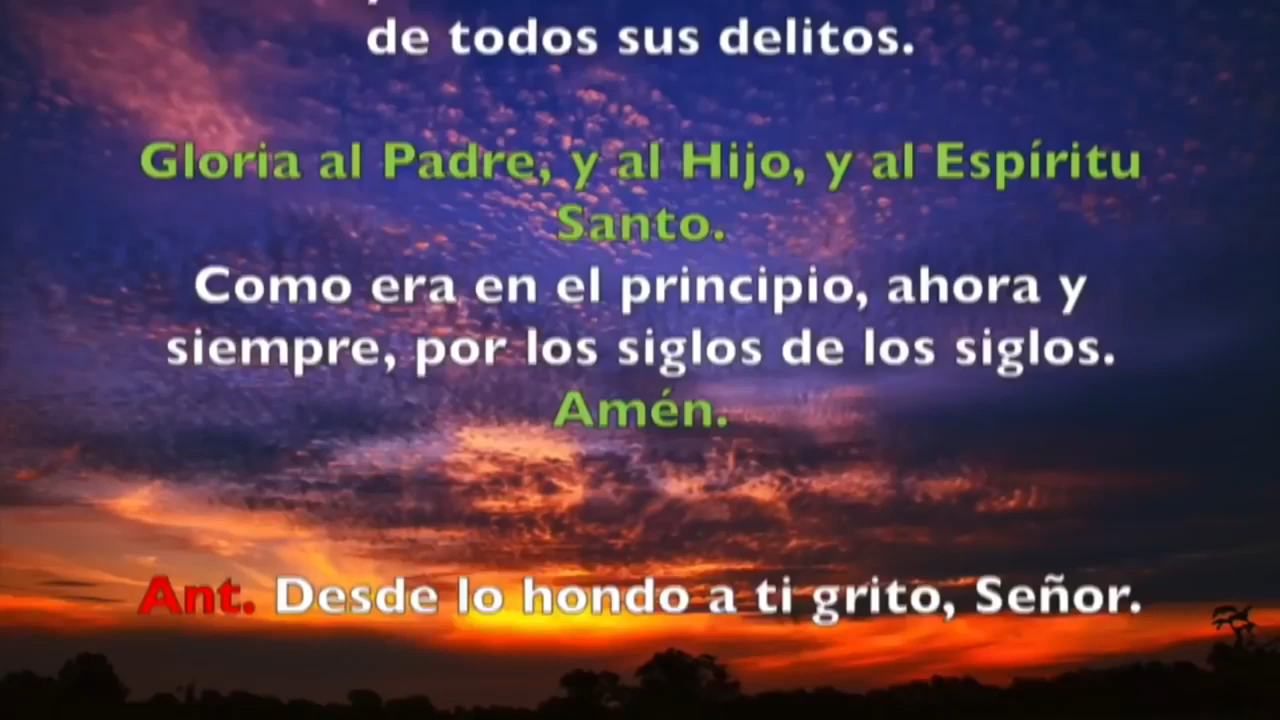 de todos sus delitos.
Gloria al Padre, y al Hijo, y al Espíritu
Santo.
Como era en el principio, ahora y
siempre, por los siglos de los siglos.
Amén.
Ant. Desde lo hondo a ti grito, Señor.